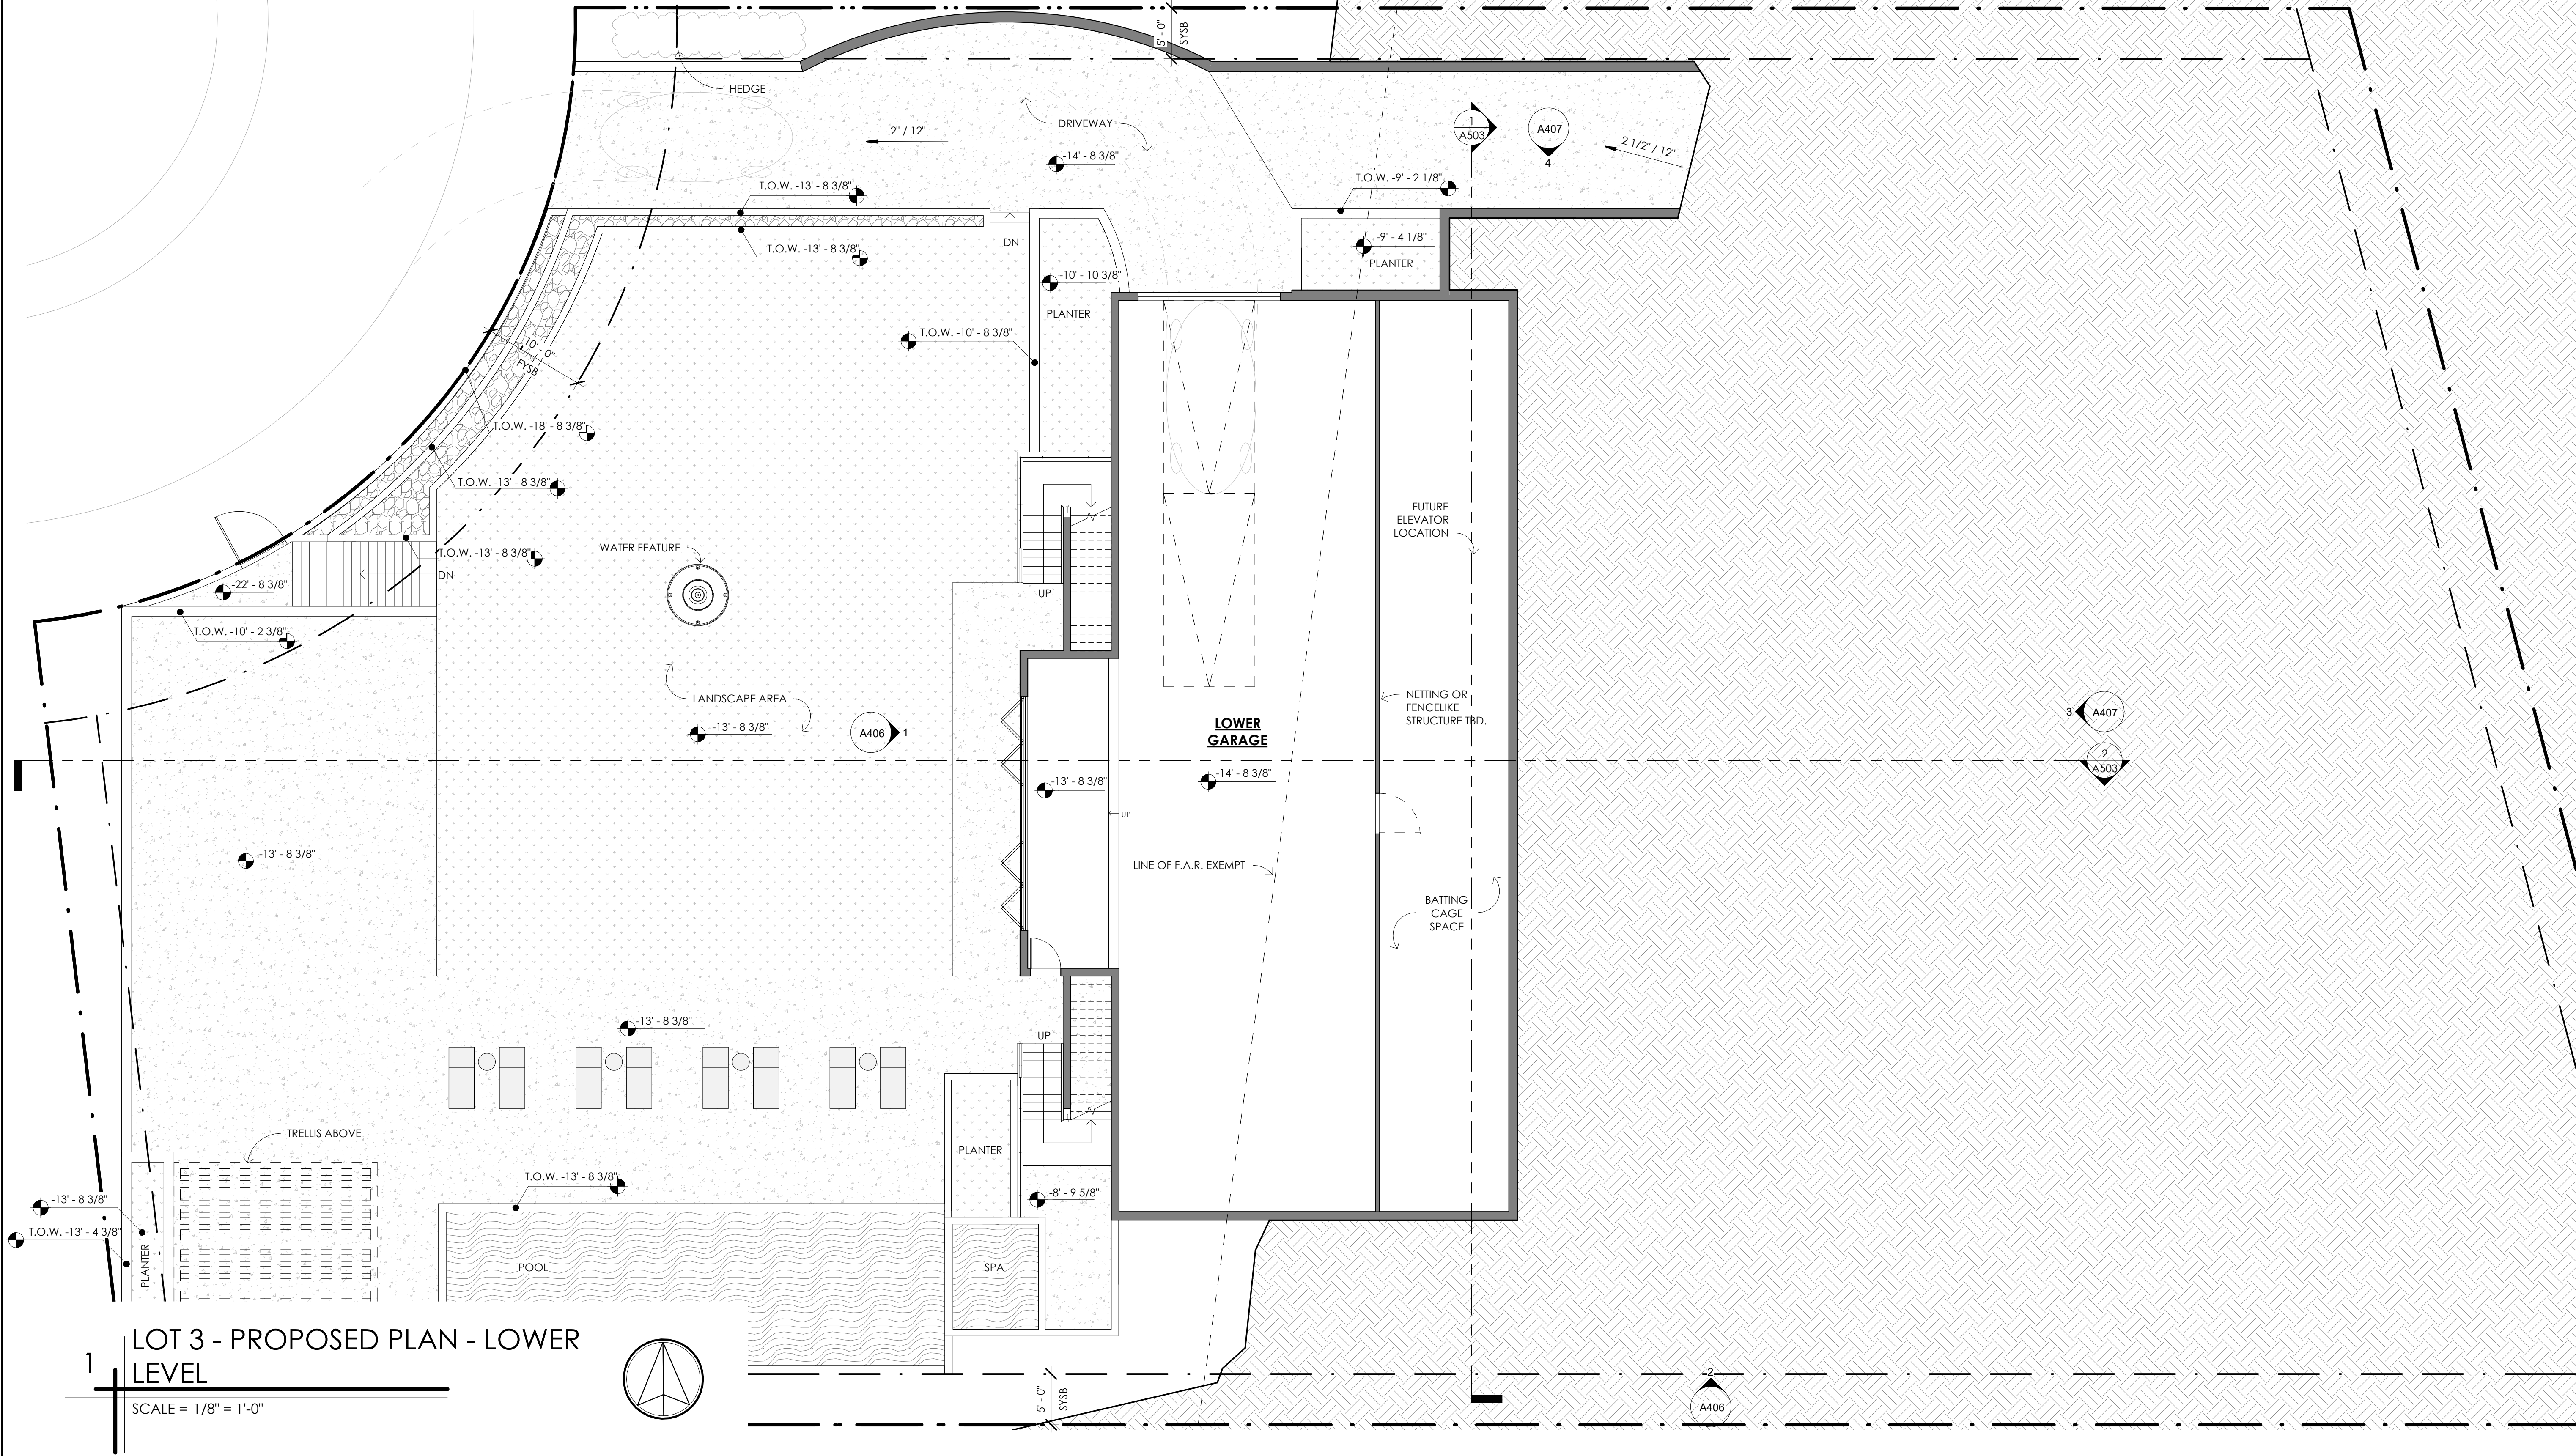 5' - 0"
SYSB
HEDGE
DRIVEWAY
2" / 12"
-14' - 8 3/8"
1
A503
A407
4
2 1/2" / 12"
T.O.W. -13' - 8 3/8"
T.O.W. -9' - 2 1/8"
T.O.W. -13' - 8 3/8"
DN
-9' - 4 1/8"
PLANTER
-10' - 10 3/8"
PLANTER
T.O.W. -10' - 8 3/8"
10' - 0"
FYSB
T.O.W. -18' - 8 3/8"
T.O.W. -13' - 8 3/8"
T.O.W. -13' - 8 3/8"
DN
-22' - 8 3/8"
T.O.W. -10' - 2 3/8"
WATER FEATURE
UP
FUTURE
ELEVATOR
LOCATION
LANDSCAPE AREA
-13' - 8 3/8"
A406
1
LOWER
GARAGE
-14' - 8 3/8"
NETTING OR
FENCELIKE
STRUCTURE TBD.
3
A407
2
A503
-13' - 8 3/8"
UP
-13' - 8 3/8"
LINE OF F.A.R. EXEMPT
BATTING
CAGE
SPACE
-13' - 8 3/8"
UP
TRELLIS ABOVE
PLANTER
T.O.W. -13' - 8 3/8"
-8' - 9 5/8"
-13' - 8 3/8"
T.O.W. -13' - 4 3/8"
PLANTER
POOL
SPA
1
LOT 3 - PROPOSED PLAN - LOWER
LEVEL
SCALE = 1/8" = 1'-0"
5' - 0"
SYSB
2
A406